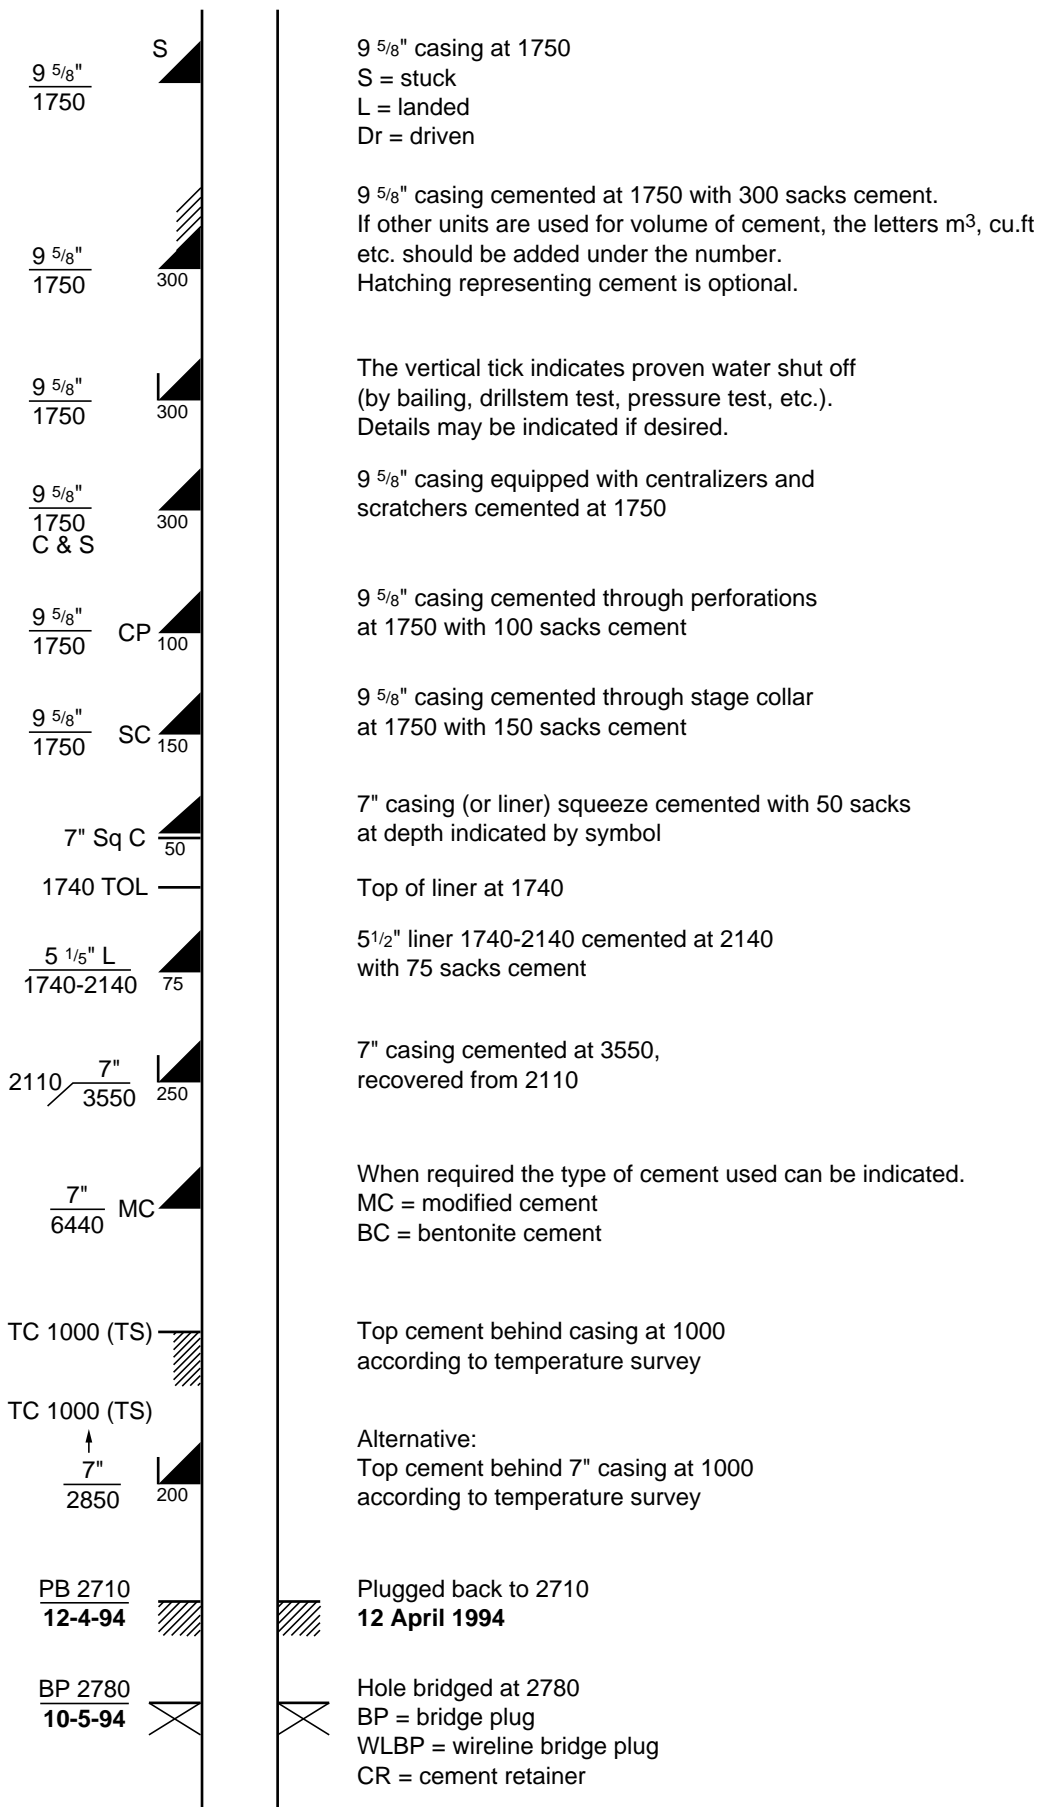 S
9 5/8"
1750
9 5/8" casing at 1750
S = stuck
L = landed
Dr = driven
9 5/8"
1750
300
9 5/8" casing cemented at 1750 with 300 sacks cement.
If other units are used for volume of cement, the letters m³, cu.ft
etc. should be added under the number.
Hatching representing cement is optional.
9 5/8"
1750
300
The vertical tick indicates proven water shut off
(by bailing, drillstem test, pressure test, etc.).
Details may be indicated if desired.
9 5/8"
1750
C & S
300
9 5/8" casing equipped with centralizers and
scratchers cemented at 1750
9 5/8"
1750
CP
100
9 5/8" casing cemented through perforations
at 1750 with 100 sacks cement
9 5/8"
1750
SC
150
9 5/8" casing cemented through stage collar
at 1750 with 150 sacks cement
7" Sq C
50
7" casing (or liner) squeeze cemented with 50 sacks
at depth indicated by symbol
1740 TOL
Top of liner at 1740
5 1/5" L
1740-2140
75
5 1/2" liner 1740-2140 cemented at 2140
with 75 sacks cement
2110
7"
3550
250
7" casing cemented at 3550,
recovered from 2110
7"
6440
MC
When required the type of cement used can be indicated.
MC = modified cement
BC = bentonite cement
TC 1000 (TS)
Top cement behind casing at 1000
according to temperature survey
TC 1000 (TS)
7"
2850
200
Alternative:
Top cement behind 7" casing at 1000
according to temperature survey
PB 2710
12-4-94
Plugged back to 2710
12 April 1994
BP 2780
10-5-94
Hole bridged at 2780
BP = bridge plug
WLBP = wireline bridge plug
CR = cement retainer